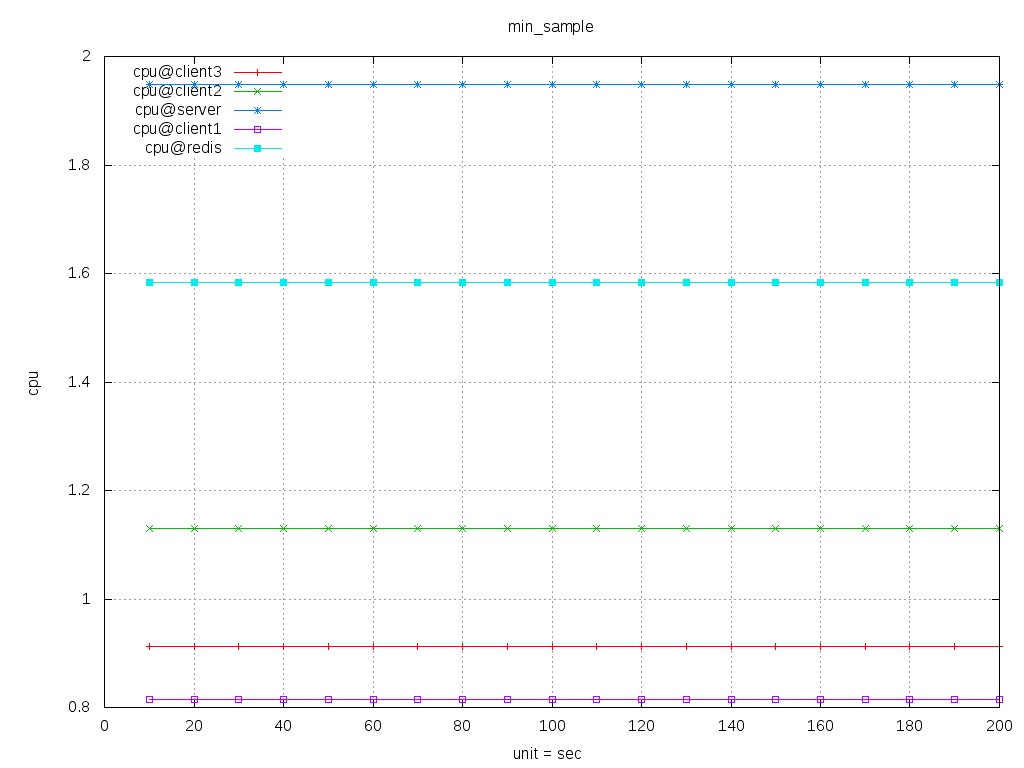 min_sample
2
1.8
1.6
1.4
1.2
1
0.8
cpu
cpu@client3
cpu@client2
cpu@server
cpu@client1
cpu@redis
0 20 40 60 80 100 120 140 160 180 200
unit = sec